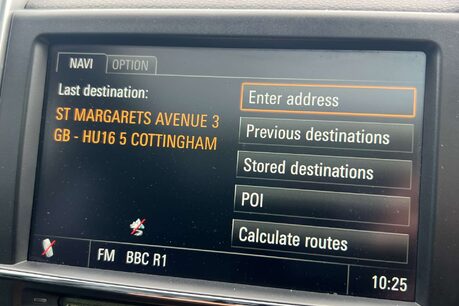 NAVI OPTION
Last destination:
ST MARGARETS AVENUE 3
GB - HU16 5 COTTINGHAM
Enter address
Previous destinations
Stored destinations
POI
Calculate routes
FM BBC R1
10:25